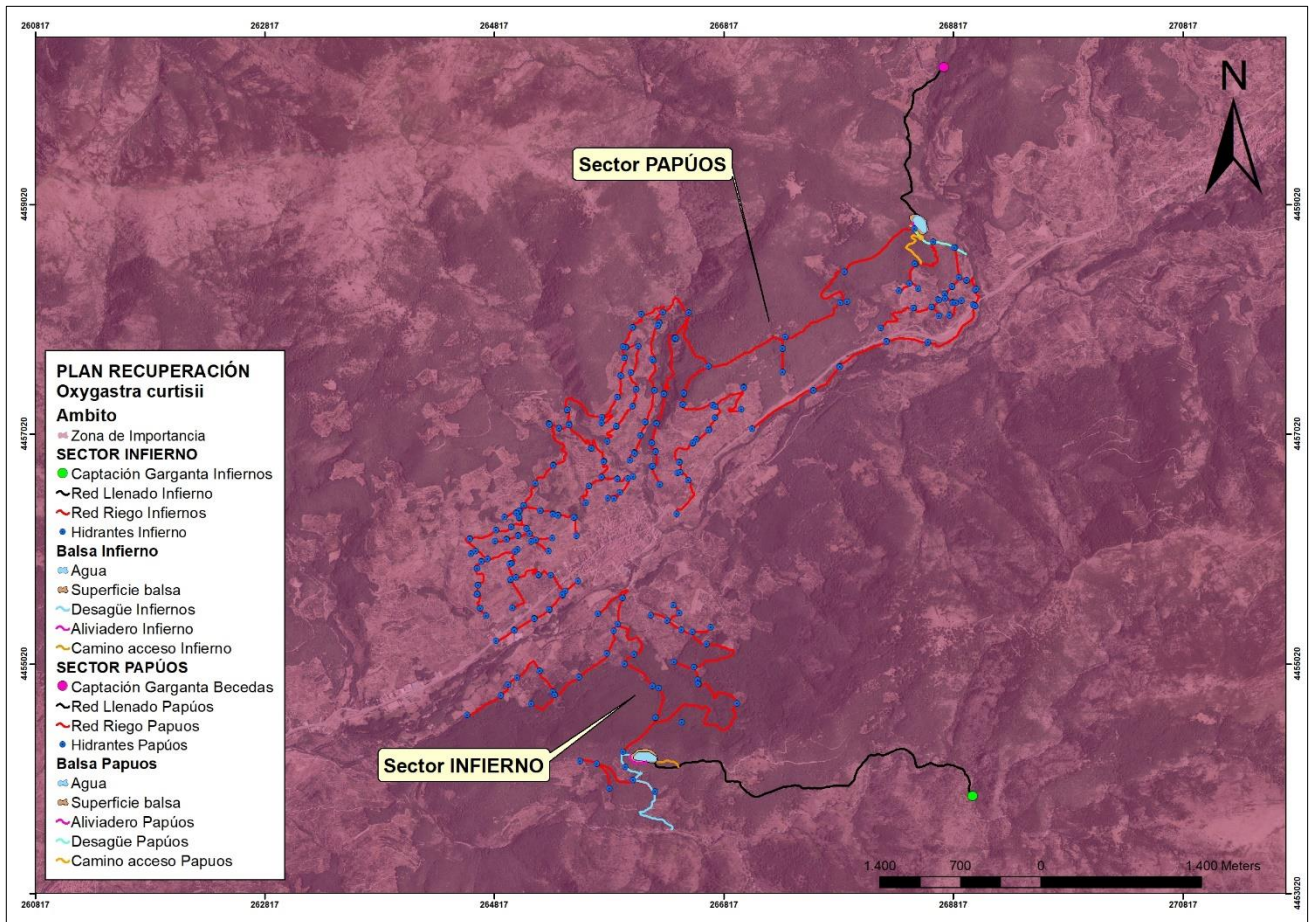 260817 262817 264817 266817 268817 270817
N
Sector PAPÚOS
4459020 4459020
PLAN RECUPERACIÓN
Oxygastra curtisii
Ambito
Zona de Importancia
SECTOR INFIERNO
Captación Garganta Infiernos
Red Llenado Infierno
Red Riego Infiernos
Hidrantes Infierno
Balsa Infierno
Agua
Superficie balsa
Desagüe Infiernos
Aliviadero Infierno
Camino acceso Infierno
SECTOR PAPÚOS
Captación Garganta Becedas
Red Llenado Papúos
Red Riego Papuos
Hidrantes Papúos
Balsa Papuos
Agua
Superficie balsa
Aliviadero Papúos
Desagüe Papúos
Camino acceso Papuos
4457020 4457020
4455020 4455020
Sector INFIERNO
1.400 700 0 1.400 Meters
4453020 4453020
260817 262817 264817 266817 268817 270817